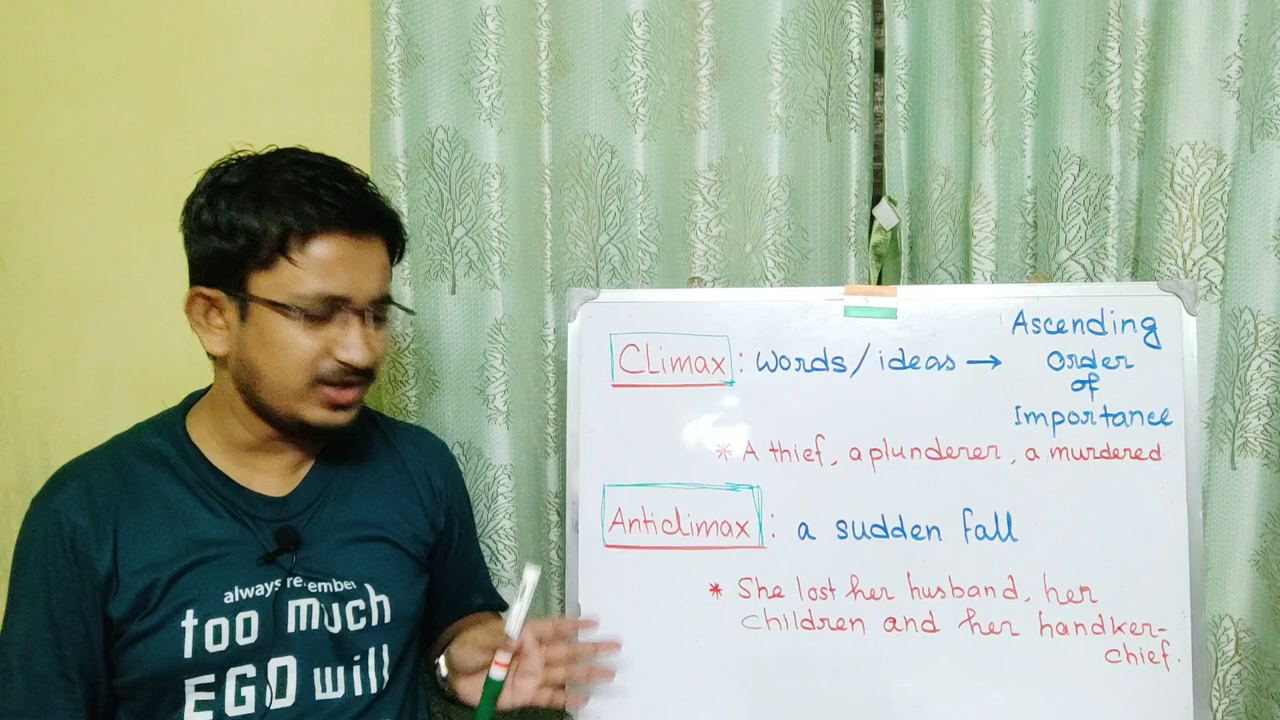 Climax : words/ideas → Ascending
Order
of
Importance
* A thief, a plunderer, a murdered
Anticlimax : a sudden fall
* She lost her husband, her
children and her handker-
chief.
always remember
too much
EGO will